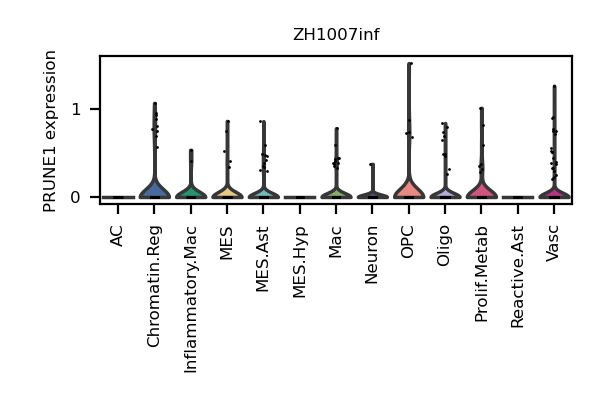 ZH1007inf
PRUNE1 expression
1
0
AC
Chromatin.Reg
Inflammatory.Mac
MES
MES.Ast
MES.Hyp
Mac
Neuron
OPC
Oligo
Prolif.Metab
Reactive.Ast
Vasc